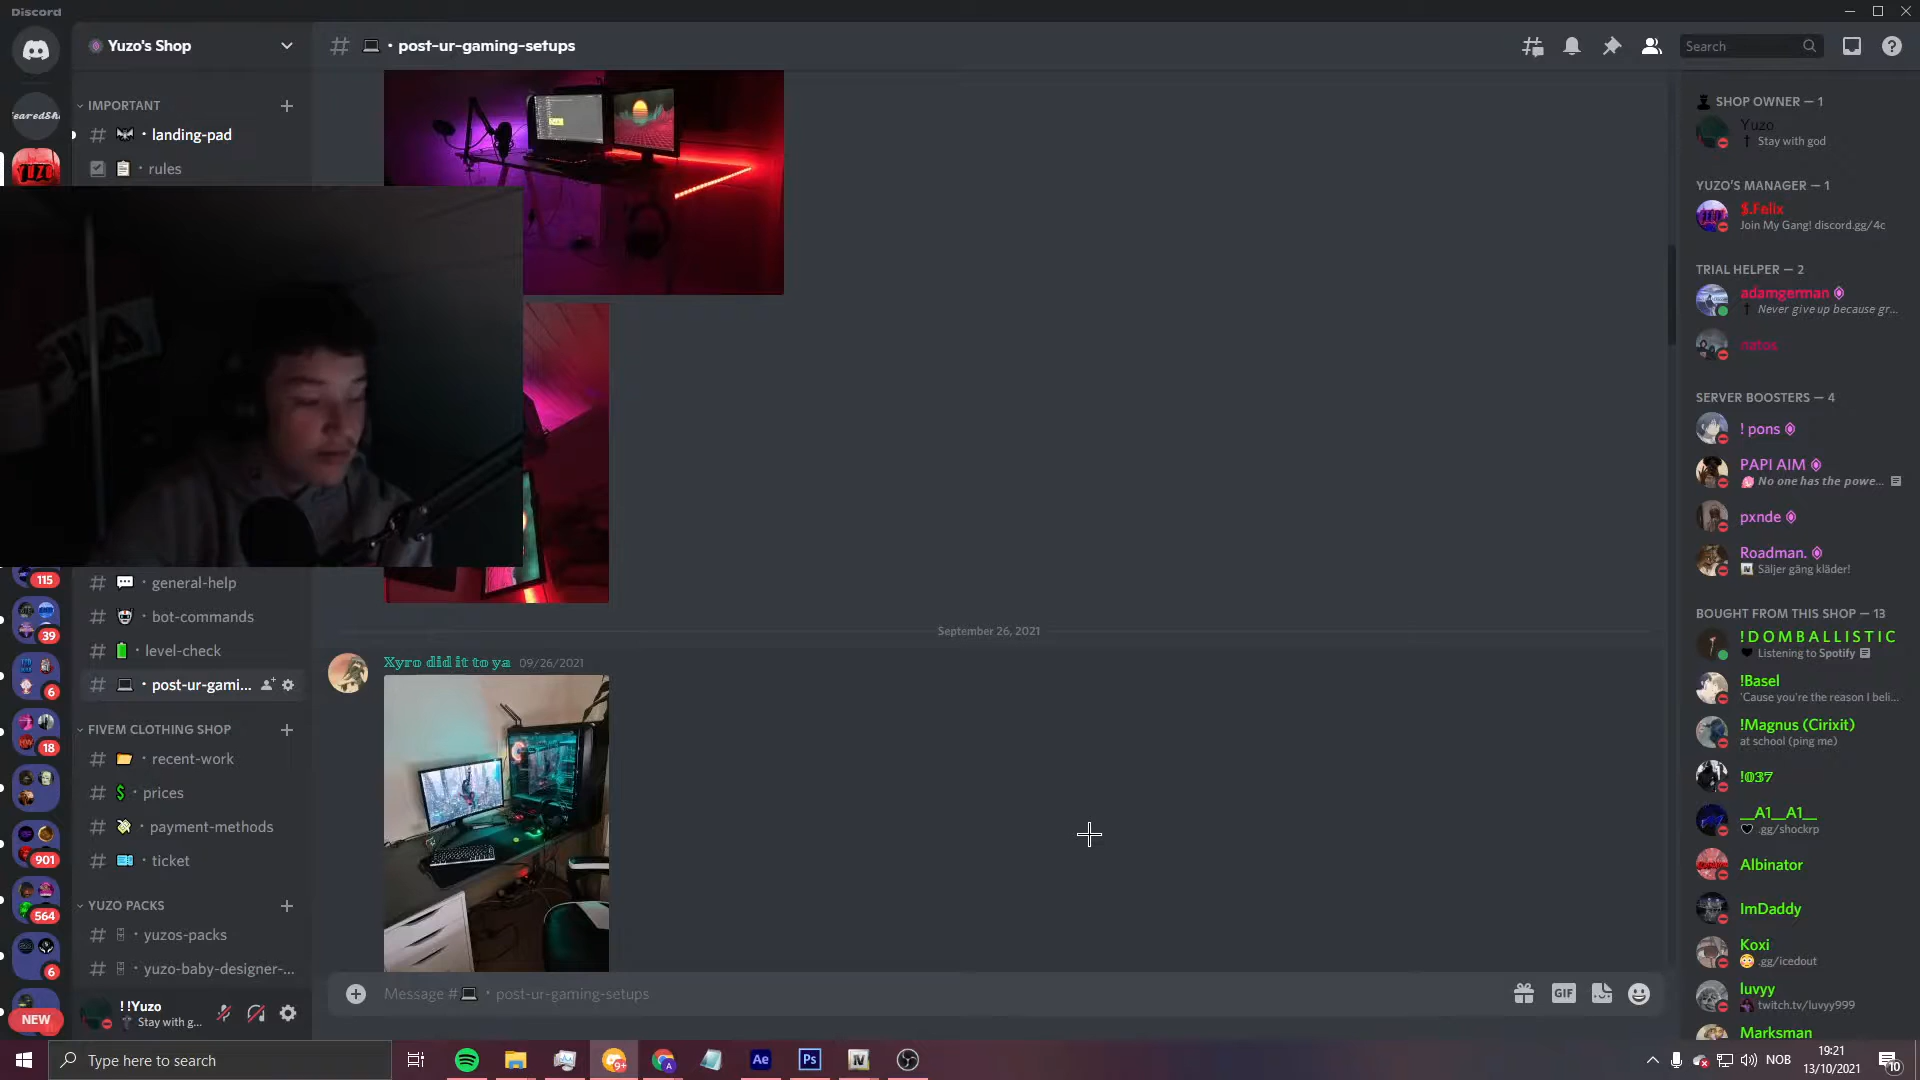 Discord
Yuzo's Shop
post-ur-gaming-setups
Search
IMPORTANT
landing-pad
rules
general-help
bot-commands
level-check
post-ur-gami...
FIVEM CLOTHING SHOP
recent-work
prices
payment-methods
ticket
YUZO PACKS
yuzos-packs
yuzo-baby-designer-...
!!Yuzo
Stay with g...
115
39
6
18
901
564
6
NEW
YUZO
September 26, 2021
Xyro did it to ya 09/26/2021
Message # · post-ur-gaming-setups
GIF
SHOP OWNER — 1
Yuzo
Stay with god
YUZO'S MANAGER — 1
$.Felix
Join My Gang! discord.gg/4c
TRIAL HELPER — 2
adamgerman
Never give up because gr...
natox
SERVER BOOSTERS — 4
! pons
PAPI AIM
No one has the powe...
pxnde
Roadman.
Säljer gäng kläder!
BOUGHT FROM THIS SHOP — 13
! D O M B A L L I S T I C
Listening to Spotify
!Basel
'Cause you're the reason I beli...
!Magnus (Cirixit)
at school (ping me)
!037
__A1__A1__
.gg/shockrp
Albinator
ImDaddy
Koxi
.gg/icedout
luvyy
twitch.tv/luvyy999
Marksman
Type here to search
9+
A
Ae
Ps
IV
NOB
19:21
13/10/2021
10